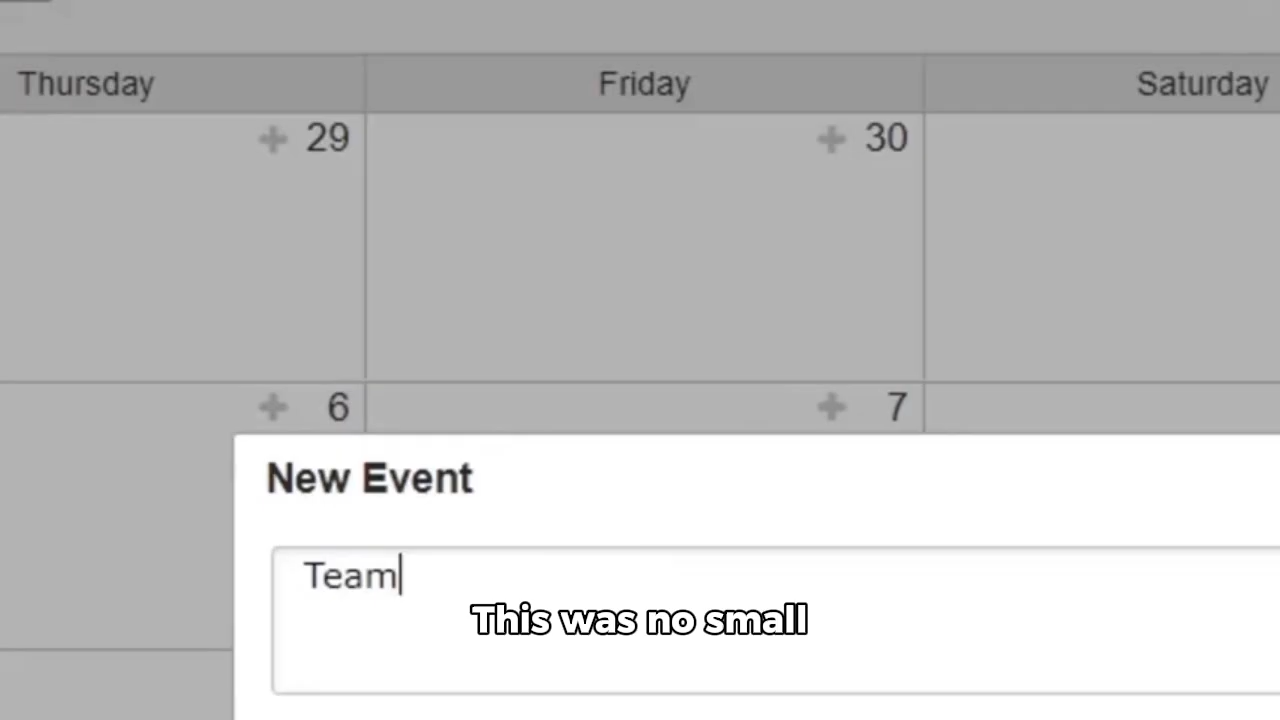 Thursday Friday Saturday
29 30
6 7
New Event
Team
This was no small